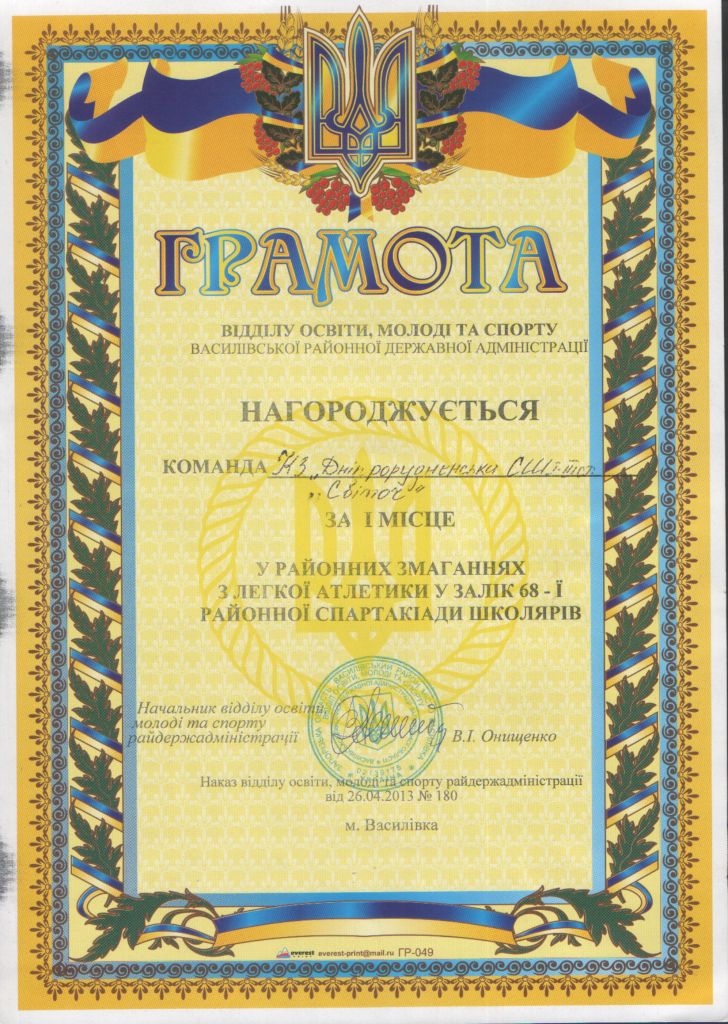 ГРАМОТА
ВІДДІЛУ ОСВІТИ, МОЛОДІ ТА СПОРТУ
ВАСИЛІВСЬКОЇ РАЙОННОЇ ДЕРЖАВНОЇ АДМІНІСТРАЦІЇ
НАГОРОДЖУЄТЬСЯ
КОМАНДА КЗ „Дніпрорудненська СШ
„Світоч"
ЗА І МІСЦЕ
У РАЙОННИХ ЗМАГАННЯХ
З ЛЕГКОЇ АТЛЕТИКИ У ЗАЛІК 68 - Ї
РАЙОННОЇ СПАРТАКІАДИ ШКОЛЯРІВ
Начальник відділу освіти,
молоді та спорту
райдержадміністрації В.І. Онищенко
Наказ відділу освіти, молоді та спорту райдержадміністрації
від 26.04.2013 № 180
м. Василівка
everest everest-print@mail.ru ГР-049